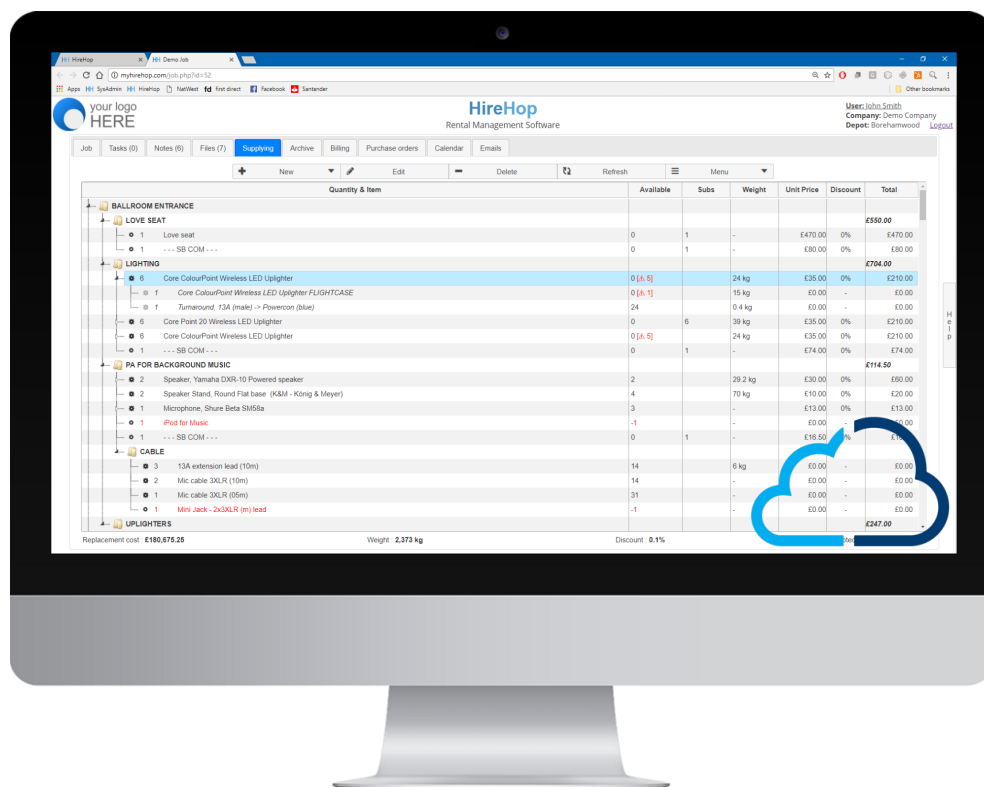 HH HireHop × HH Demo Job ×
myhirehop.com/job.php?id=52
Apps HH SysAdmin HH HireHop NatWest fd first direct Facebook Santander Other bookmarks
your logo
HERE
HireHop
Rental Management Software
User: John Smith
Company: Demo Company
Depot: Borehamwood Logout
Job Tasks (0) Notes (6) Files (7) Supplying Archive Billing Purchase orders Calendar Emails
New Edit Delete Refresh Menu
Quantity & Item Available Subs Weight Unit Price Discount Total
BALLROOM ENTRANCE
LOVE SEAT £550.00
1 Love seat 0 1 - £470.00 0% £470.00
1 - - - SB COM - - - 0 1 - £80.00 0% £80.00
LIGHTING £704.00
6 Core ColourPoint Wireless LED Uplighter 0 [⚠ 5] 24 kg £35.00 0% £210.00
1 Core ColourPoint Wireless LED Uplighter FLIGHTCASE 0 [⚠ 1] 15 kg £0.00 - £0.00
1 Turnaround, 13A (male) -> Powercon (blue) 24 0.4 kg £0.00 - £0.00
6 Core Point 20 Wireless LED Uplighter 0 6 39 kg £35.00 0% £210.00
6 Core ColourPoint Wireless LED Uplighter 0 [⚠ 5] 24 kg £35.00 0% £210.00
1 - - - SB COM - - - 0 1 - £74.00 0% £74.00
PA FOR BACKGROUND MUSIC £114.50
2 Speaker, Yamaha DXR-10 Powered speaker 2 29.2 kg £30.00 0% £60.00
2 Speaker Stand, Round Flat base (K&M - König & Meyer) 4 70 kg £10.00 0% £20.00
1 Microphone, Shure Beta SM58a 3 - £13.00 0% £13.00
1 iPod for Music -1 - £0.00 - £0.00
1 - - - SB COM - - - 0 1 - £16.50
CABLE
3 13A extension lead (10m) 14 6 kg £0.00 - £0.00
2 Mic cable 3XLR (10m) 14 - £0.00 - £0.00
1 Mic cable 3XLR (05m) 31 - £0.00 - £0.00
1 Mini Jack - 2x3XLR (m) lead -1 - £0.00 - £0.00
UPLIGHTERS £247.00
Replacement cost : £180,675.25 Weight : 2,373 kg Discount : 0.1%
Help